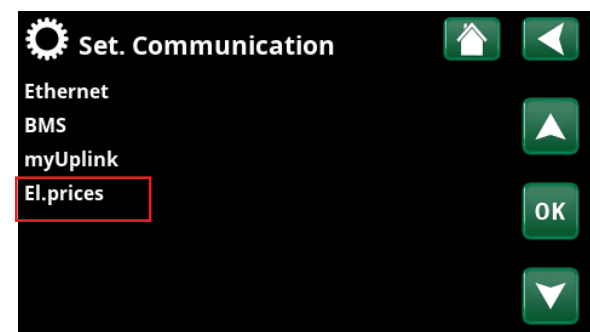 Set. Communication
Ethernet
BMS
myUplink
El.prices
OK